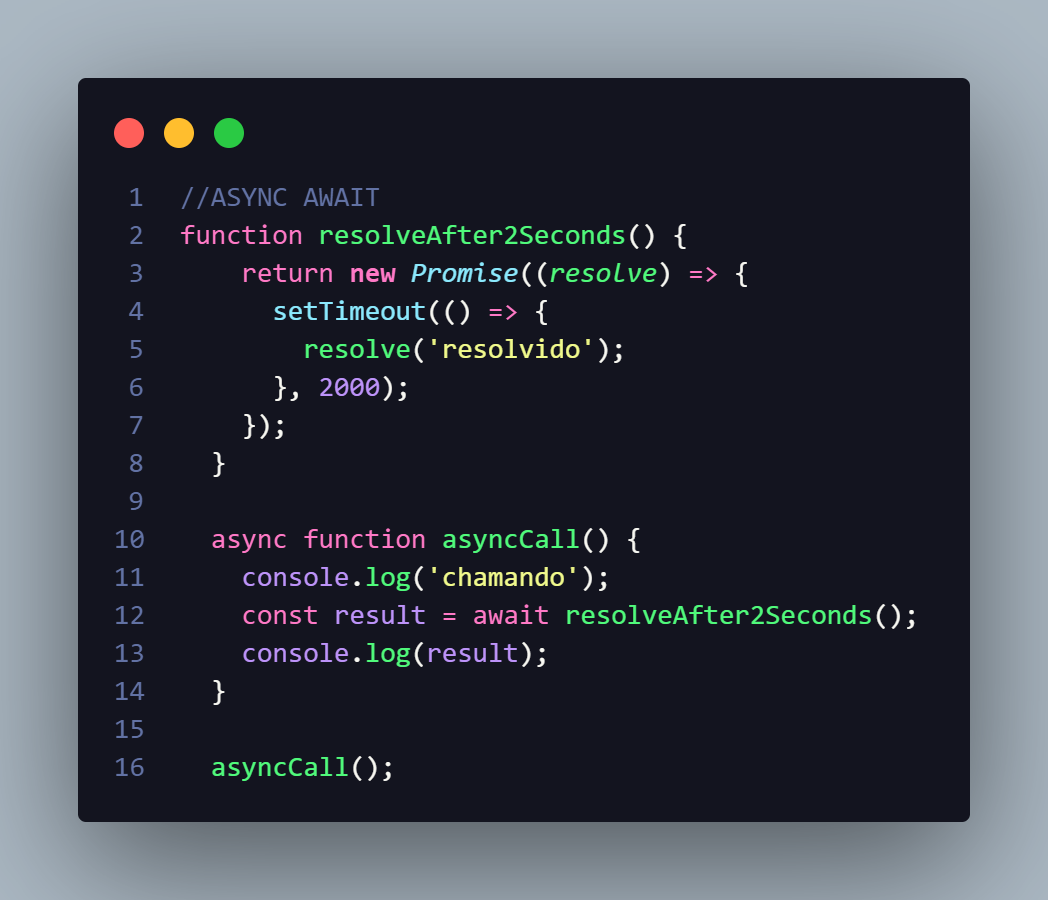 1 //ASYNC AWAIT
2 function resolveAfter2Seconds() {
3     return new Promise((resolve) => {
4       setTimeout(() => {
5         resolve('resolvido');
6       }, 2000);
7     });
8   }
9
10   async function asyncCall() {
11     console.log('chamando');
12     const result = await resolveAfter2Seconds();
13     console.log(result);
14   }
15
16   asyncCall();